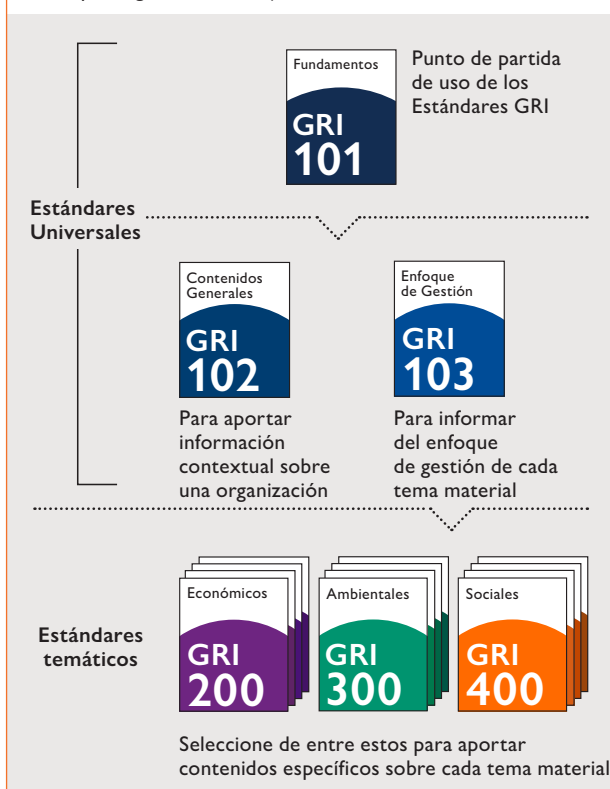 Fundamentos
GRI
101
Punto de partida
de uso de los
Estándares GRI
Estándares
Universales
Contenidos
Generales
GRI
102
Para aportar
información
contextual sobre
una organización
Enfoque
de Gestión
GRI
103
Para informar
del enfoque
de gestión de cada
tema material
Estándares
temáticos
Económicos
GRI
200
Ambientales
GRI
300
Sociales
GRI
400
Seleccione de entre estos para aportar
contenidos específicos sobre cada tema material